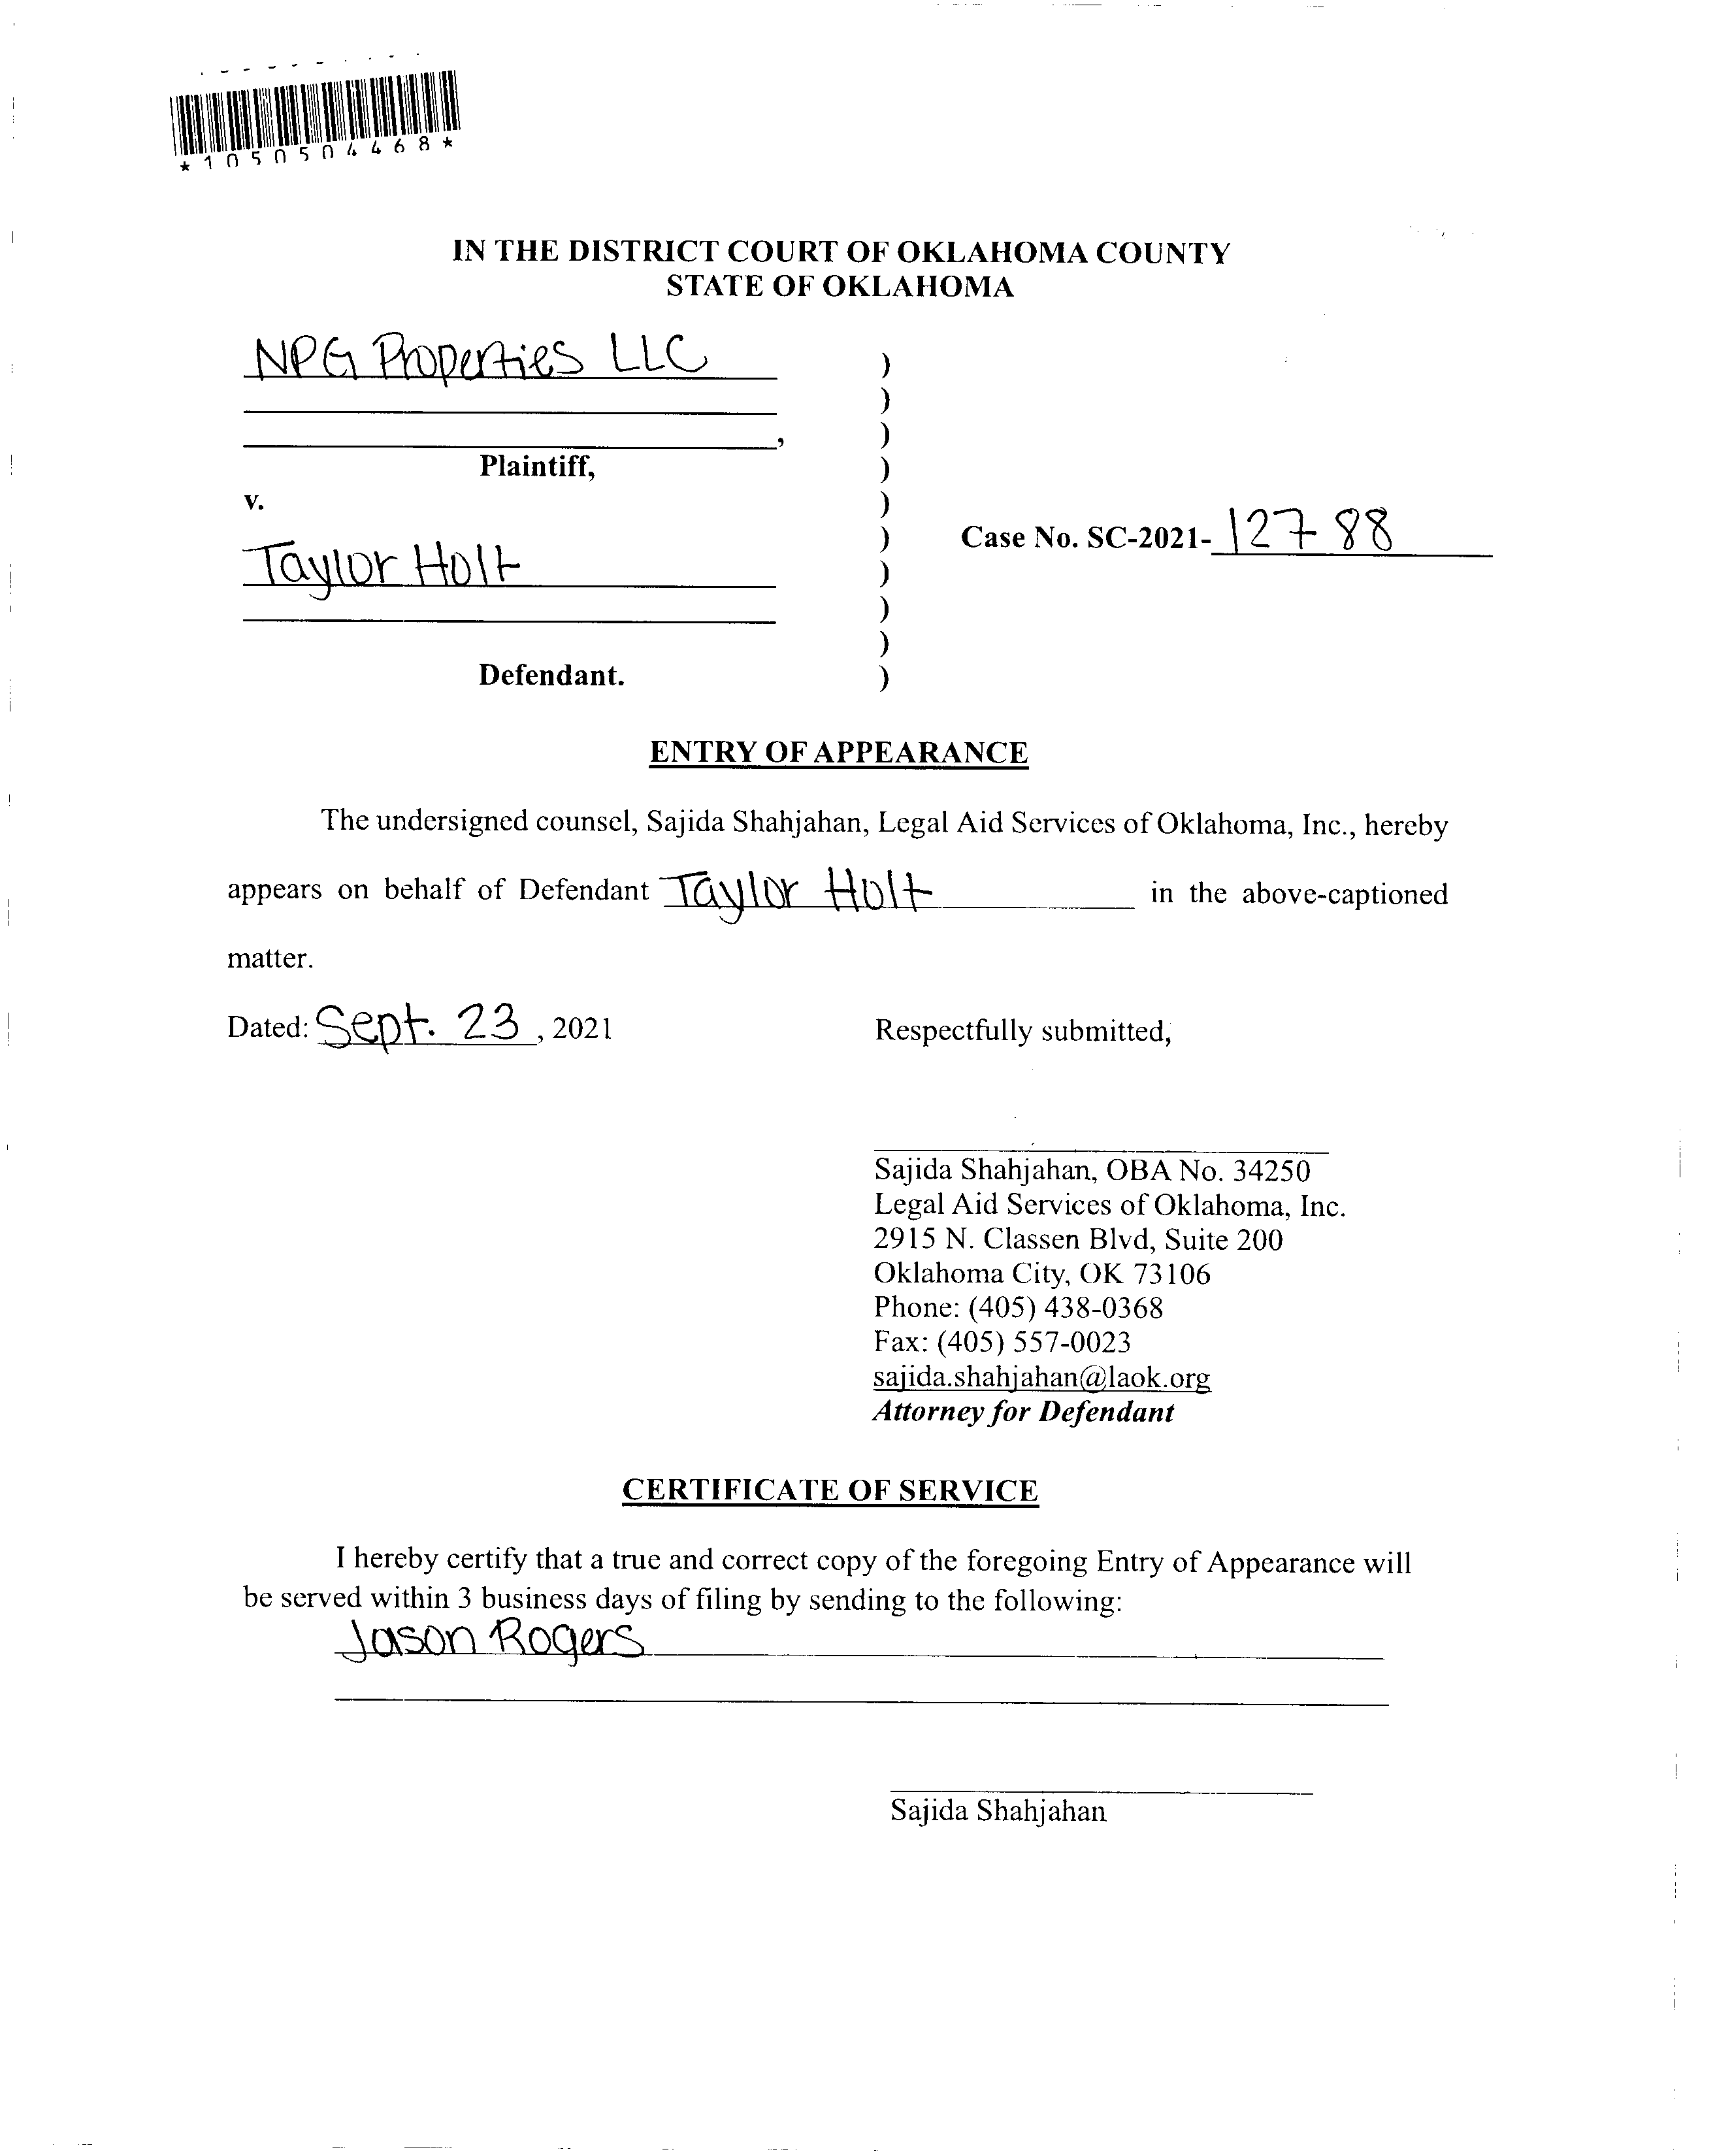 *1050504468*
IN THE DISTRICT COURT OF OKLAHOMA COUNTY
STATE OF OKLAHOMA
NPG Properties LLC )
)
, )
Plaintiff, )
v. )
) Case No. SC-2021- 12788
Taylor Holt )
)
)
Defendant. )
ENTRY OF APPEARANCE
The undersigned counsel, Sajida Shahjahan, Legal Aid Services of Oklahoma, Inc., hereby
appears on behalf of Defendant Taylor Holt in the above-captioned
matter.
Dated: Sept. 23, 2021 Respectfully submitted,
Sajida Shahjahan, OBA No. 34250
Legal Aid Services of Oklahoma, Inc.
2915 N. Classen Blvd, Suite 200
Oklahoma City, OK 73106
Phone: (405) 438-0368
Fax: (405) 557-0023
sajida.shahjahan@laok.org
Attorney for Defendant
CERTIFICATE OF SERVICE
I hereby certify that a true and correct copy of the foregoing Entry of Appearance will
be served within 3 business days of filing by sending to the following:
Jason Rogers
Sajida Shahjahan